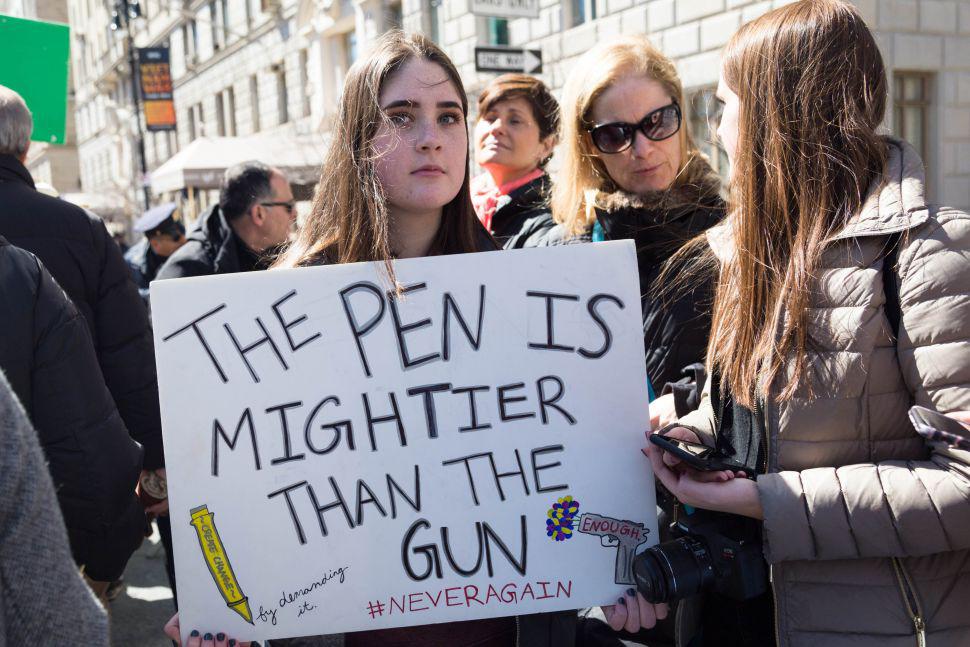 ONE WAY
THE PEN IS
MIGHTIER
THAN THE
GUN
ENOUGH.
~CREATE CHANGE~
by demanding
it.
#NEVERAGAIN